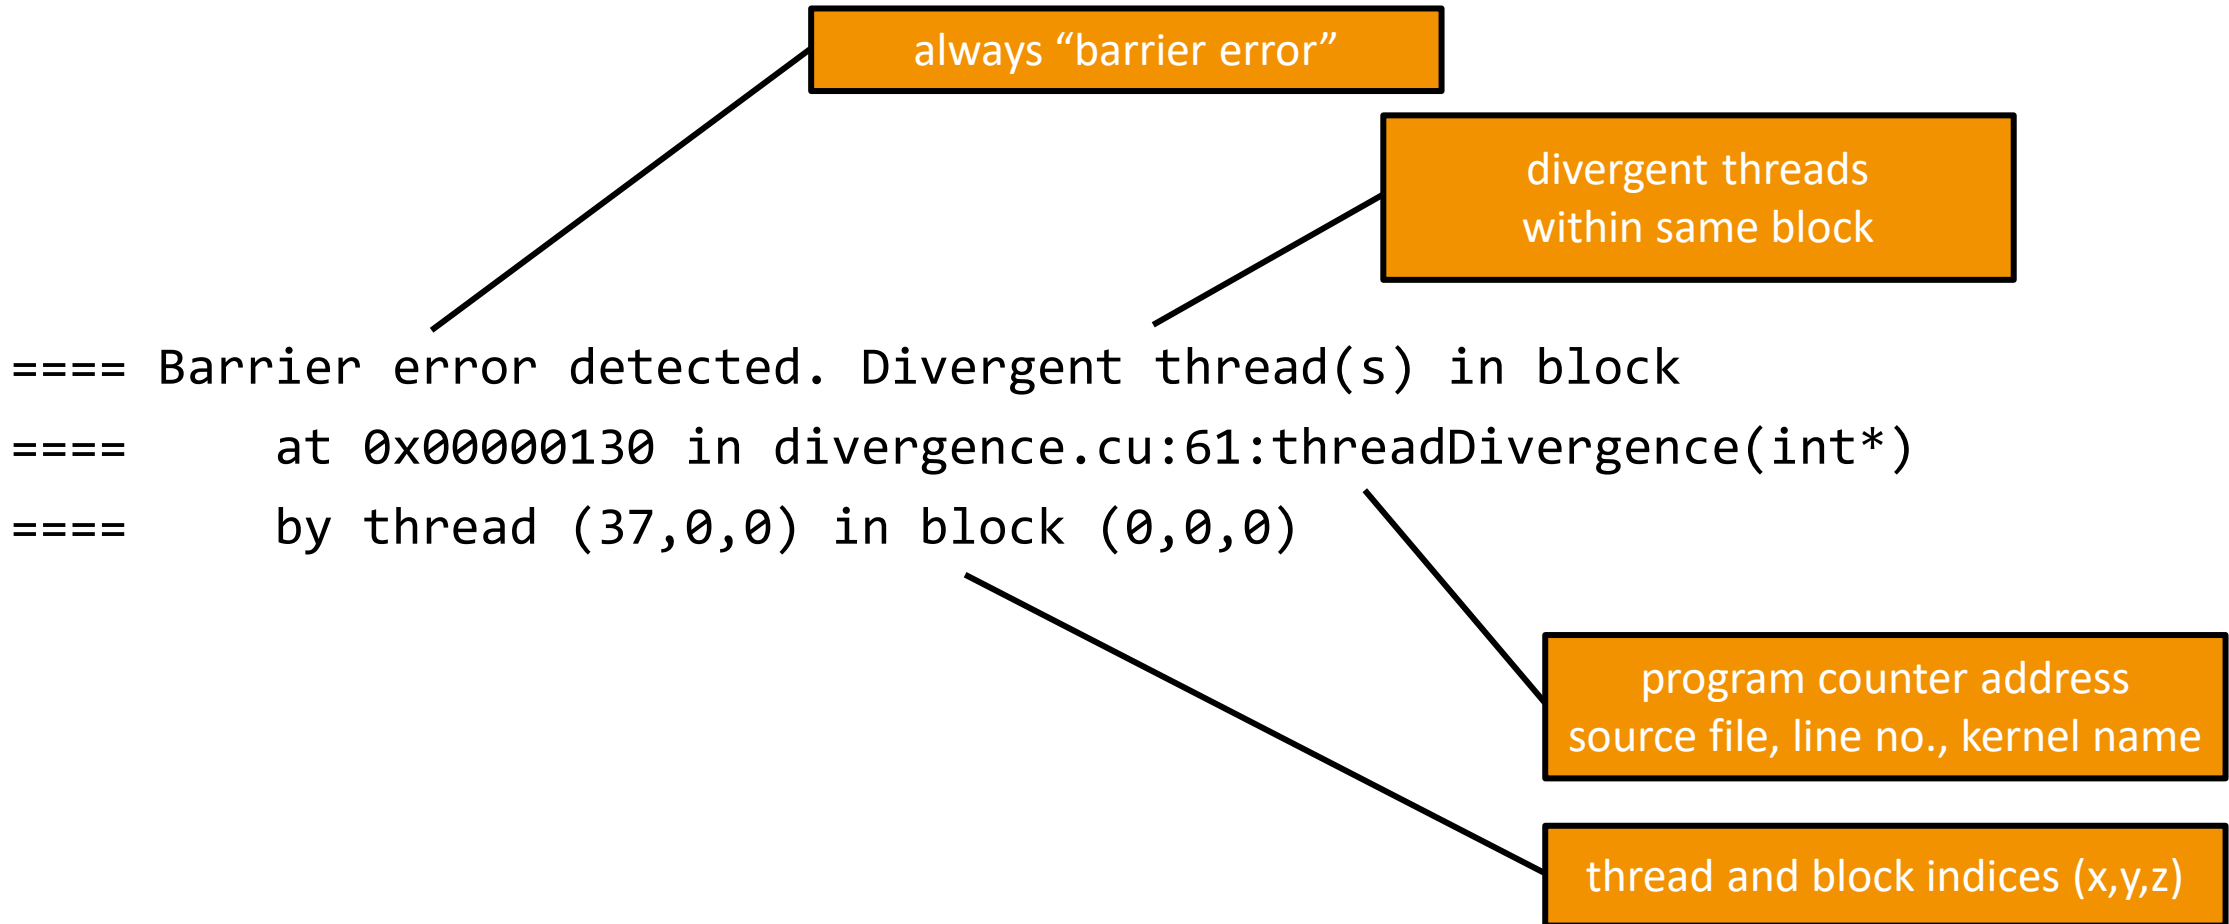 always “barrier error”
divergent threads
within same block
==== Barrier error detected. Divergent thread(s) in block
====     at 0x00000130 in divergence.cu:61:threadDivergence(int*)
====     by thread (37,0,0) in block (0,0,0)
program counter address
source file, line no., kernel name
thread and block indices (x,y,z)